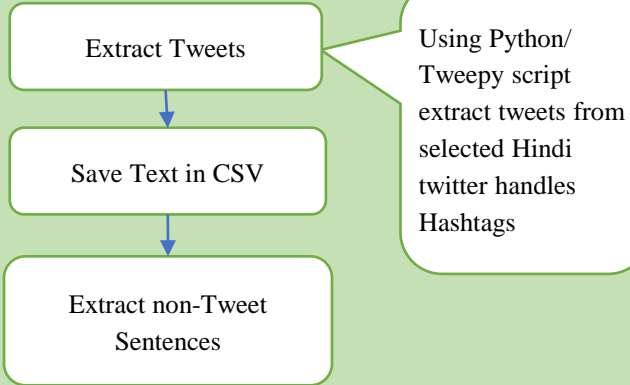 Extract Tweets
Using Python/
Tweepy script
extract tweets from
selected Hindi
twitter handles
Hashtags
Save Text in CSV
Extract non-Tweet
Sentences